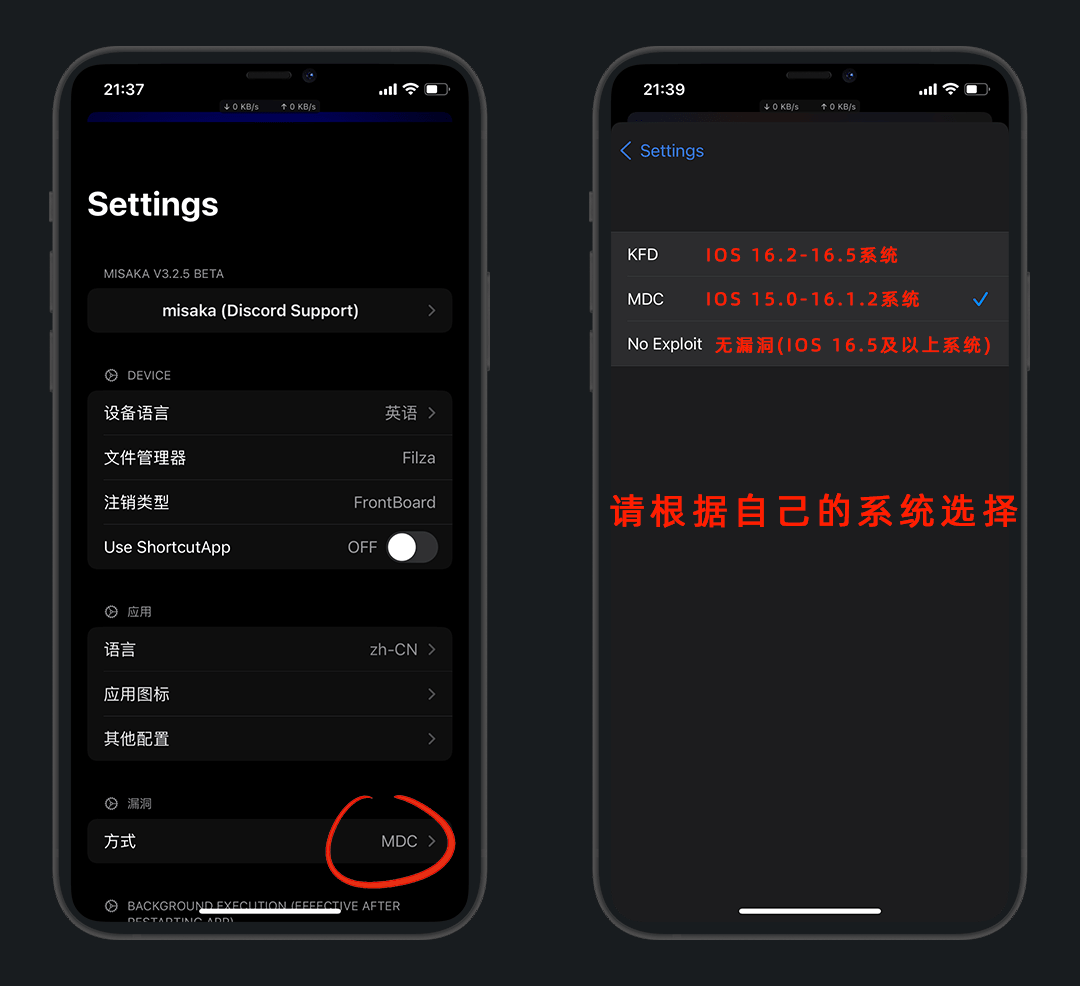 21:37
↓ 0 KB/s ↑ 0 KB/s
Settings
MISAKA V3.2.5 BETA
misaka (Discord Support)
DEVICE
设备语言 英语
文件管理器 Filza
注销类型 FrontBoard
Use ShortcutApp OFF
应用
语言 zh-CN
应用图标
其他配置
漏洞
方式 MDC
BACKGROUND EXECUTION (EFFECTIVE AFTER
RESTARTING APP)
21:39
↓ 0 KB/s ↑ 0 KB/s
Settings
KFD IOS 16.2-16.5系统
MDC IOS 15.0-16.1.2系统
No Exploit 无漏洞(IOS 16.5及以上系统)
请根据自己的系统选择